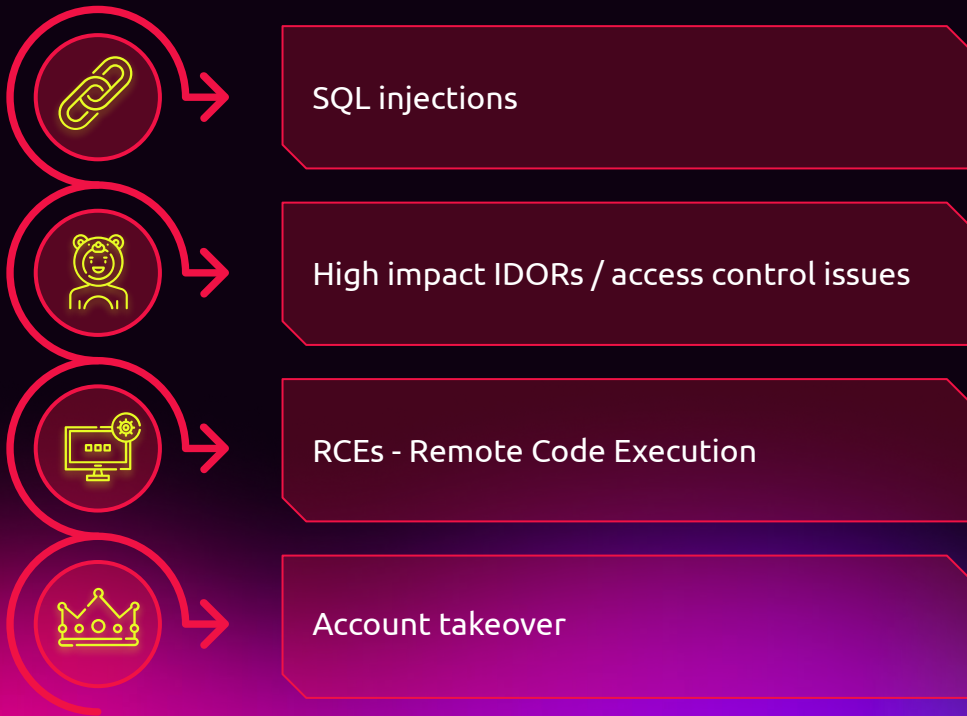 SQL injections
High impact IDORs / access control issues
RCEs - Remote Code Execution
Account takeover